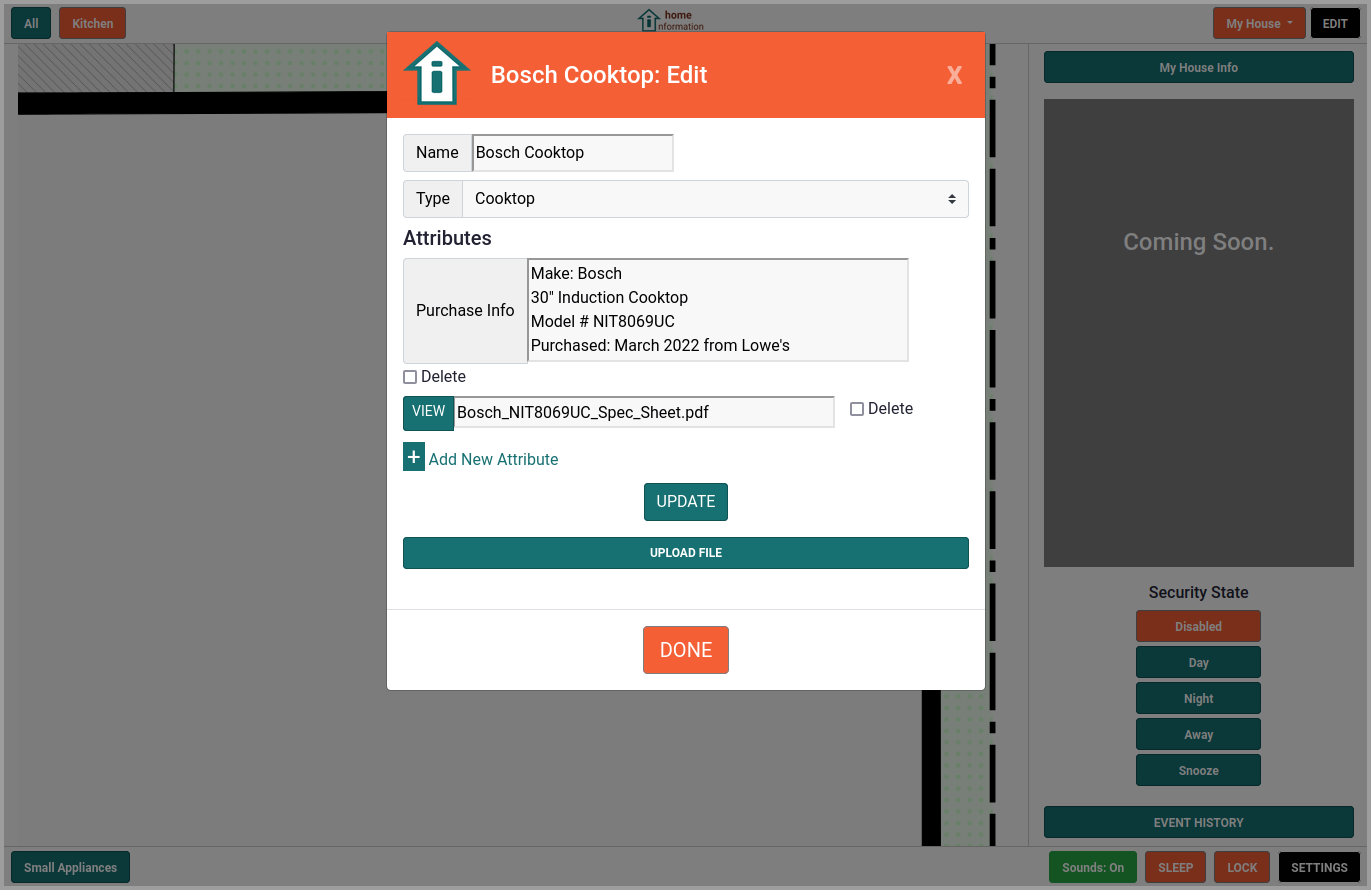 All
Kitchen
home
information
My House
EDIT
Bosch Cooktop: Edit
X
Name
Bosch Cooktop
Type
Cooktop
Attributes
Purchase Info
Make: Bosch
30" Induction Cooktop
Model # NIT8069UC
Purchased: March 2022 from Lowe's
Delete
VIEW
Bosch_NIT8069UC_Spec_Sheet.pdf
Delete
+ Add New Attribute
UPDATE
UPLOAD FILE
DONE
My House Info
Coming Soon.
Security State
Disabled
Day
Night
Away
Snooze
EVENT HISTORY
Small Appliances
Sounds: On
SLEEP
LOCK
SETTINGS